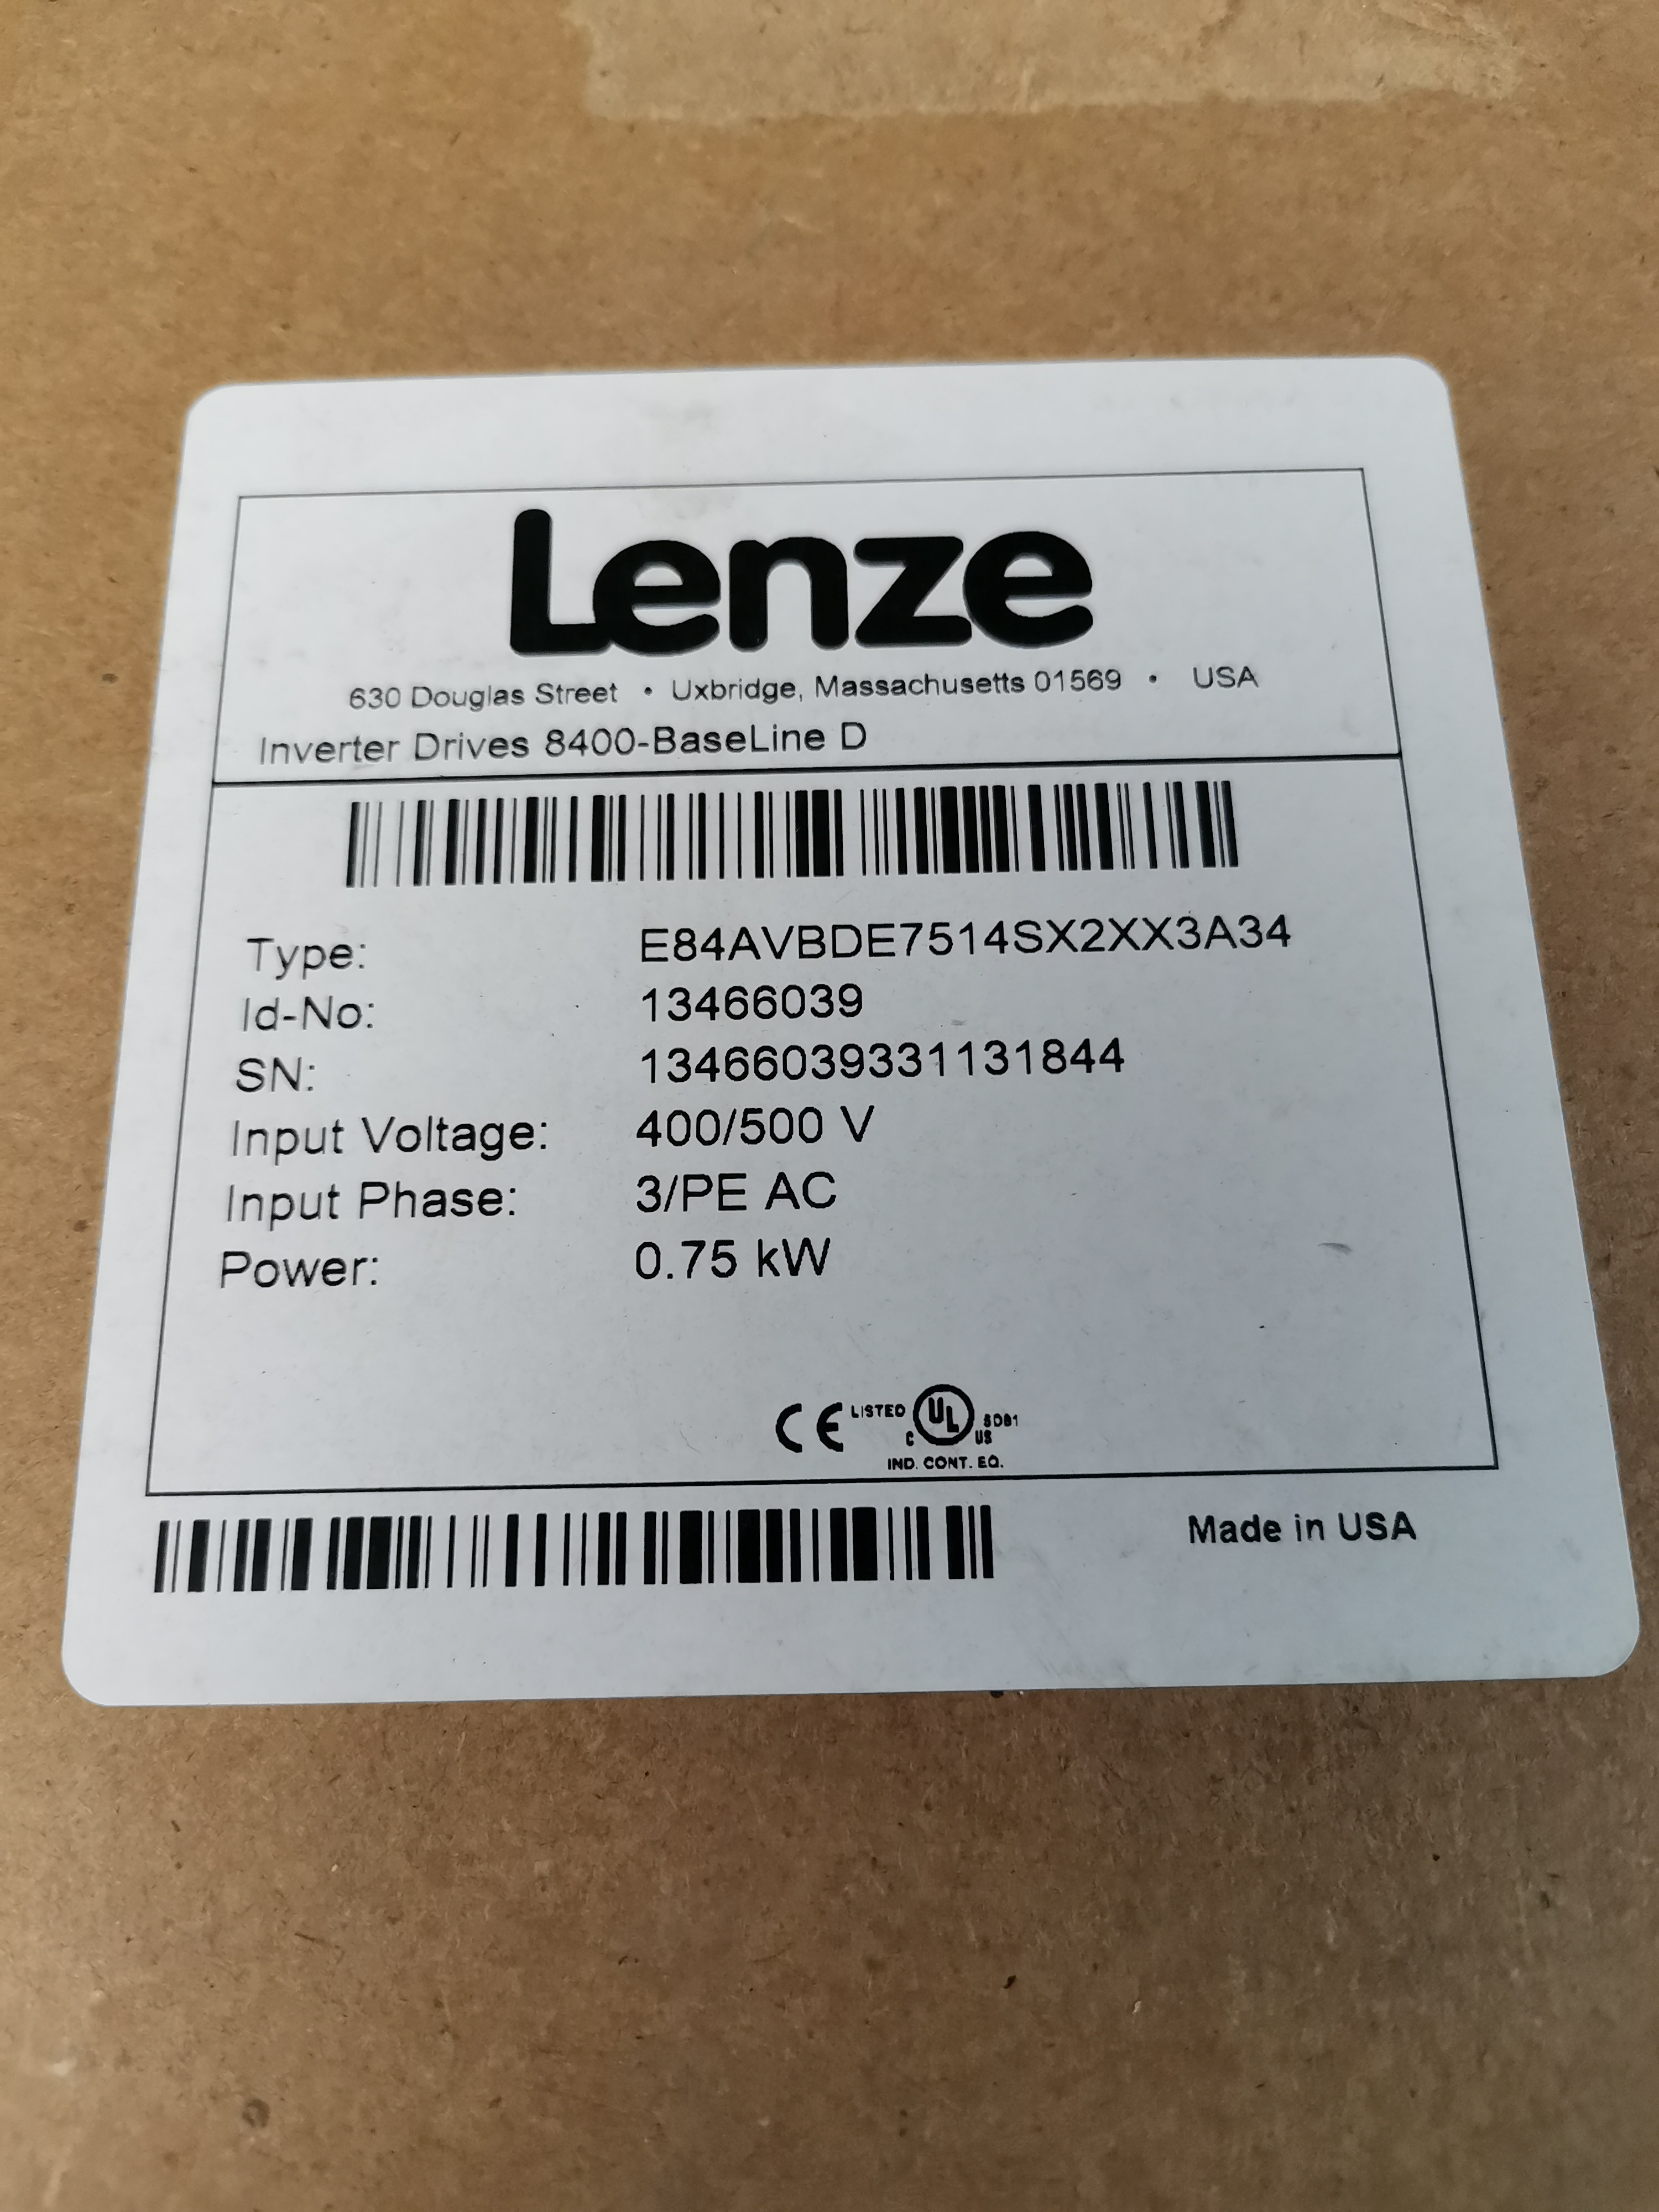 Lenze
630 Douglas Street • Uxbridge, Massachusetts 01569 • USA
Inverter Drives 8400-BaseLine D
Type: E84AVBDE7514SX2XX3A34
Id-No: 13466039
SN: 13466039331131844
Input Voltage: 400/500 V
Input Phase: 3/PE AC
Power: 0.75 kW
CE LISTED C UL US
IND. CONT. EQ.
Made in USA